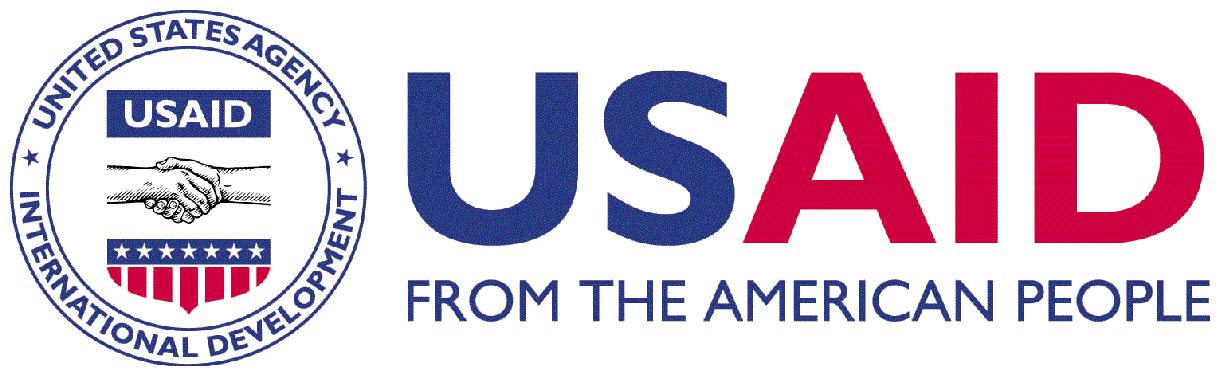 UNITED STATES AGENCY
USAID
INTERNATIONAL DEVELOPMENT
USAID
FROM THE AMERICAN PEOPLE